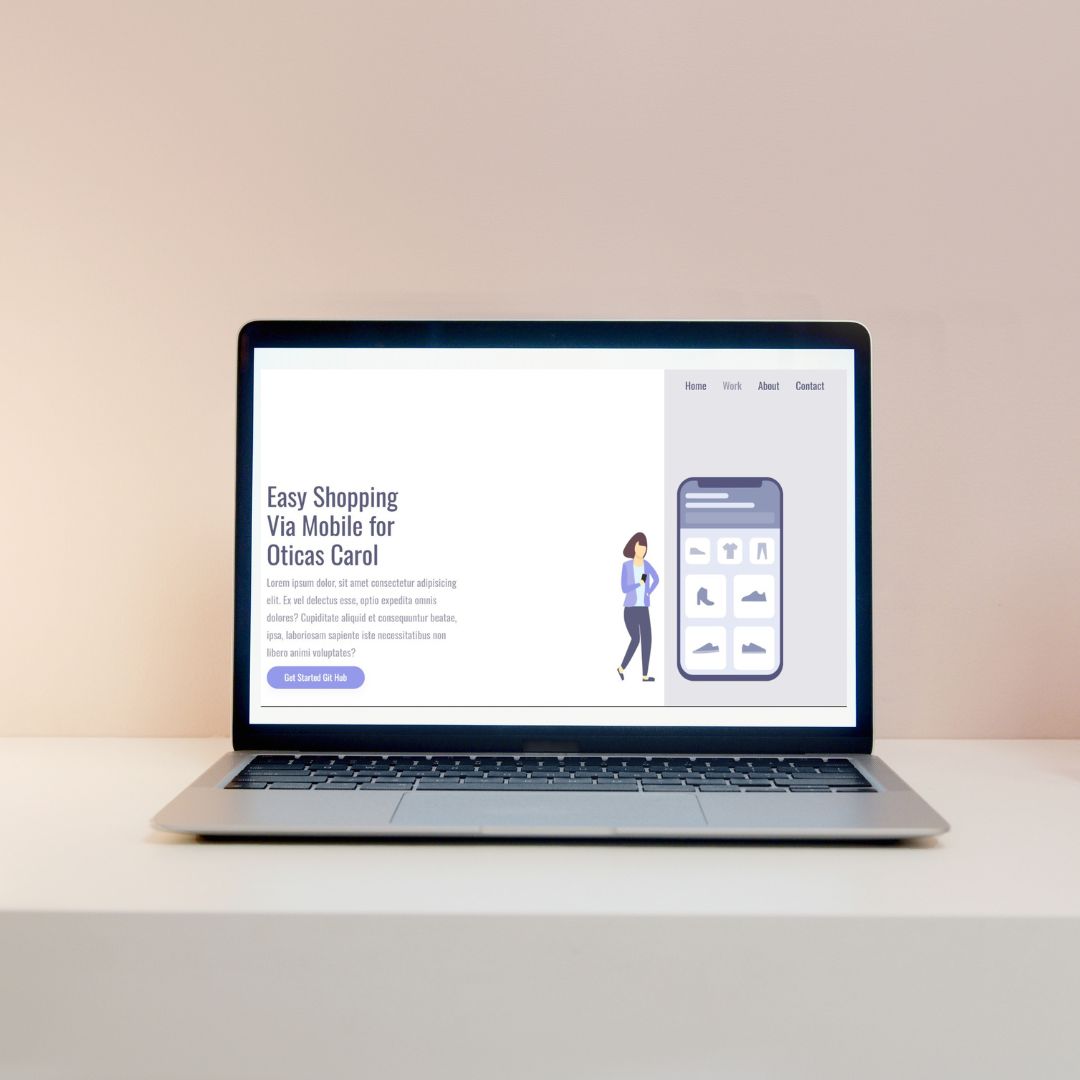 Home Work About Contact
Easy Shopping
Via Mobile for
Oticas Carol
Lorem ipsum dolor, sit amet consectetur adipisicing
elit. Ex vel delectus esse, optio expedita omnis
dolores? Cupiditate aliquid et consequuntur beatae,
ipsa, laboriosam sapiente iste necessitatibus non
libero animi voluptates?
Get Started Git Hub